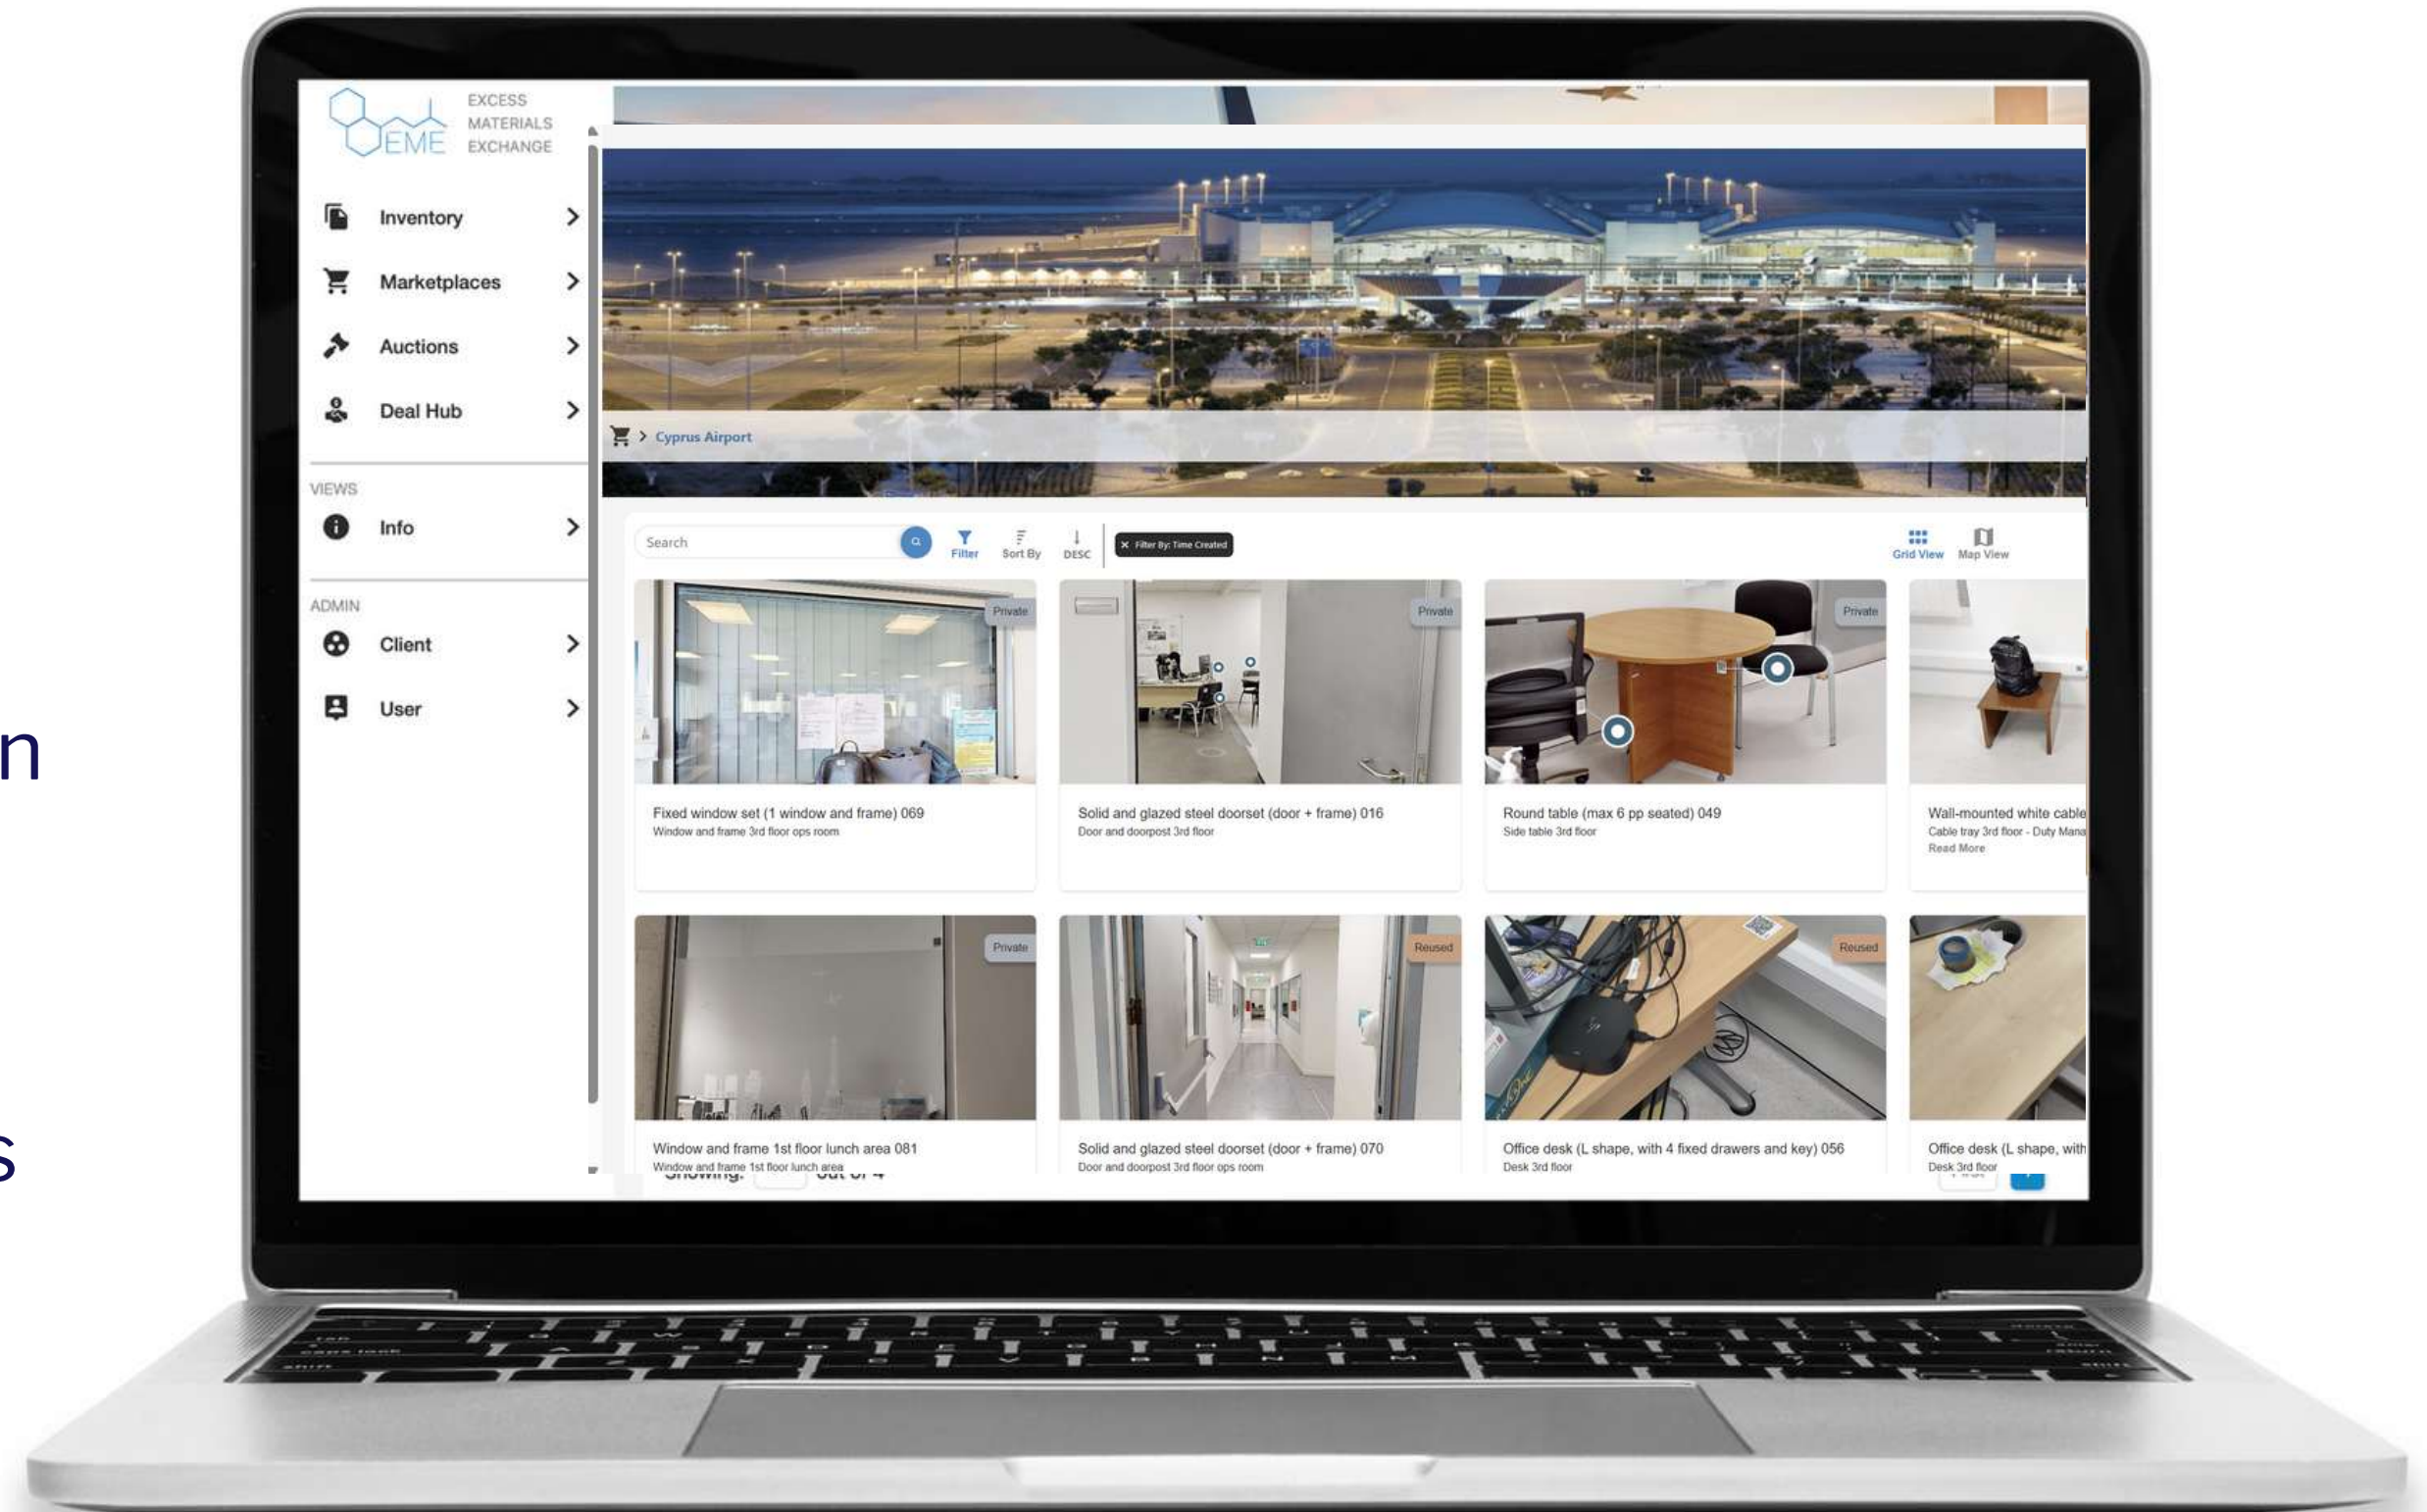 EXCESS
MATERIALS
EME EXCHANGE
Inventory
Marketplaces
Auctions
Deal Hub
VIEWS
Info
ADMIN
Client
User
n
s
Cyprus Airport
Search
Filter
Sort By
DESC
× Filter By: Time Created
Grid View
Map View
Private
Private
Private
Fixed window set (1 window and frame) 069
Window and frame 3rd floor ops room
Solid and glazed steel doorset (door + frame) 016
Door and doorpost 3rd floor
Round table (max 6 pp seated) 049
Side table 3rd floor
Wall-mounted white cable
Cable tray 3rd floor - Duty Mana
Read More
Private
Reused
Reused
Window and frame 1st floor lunch area 081
Window and frame 1st floor lunch area
Solid and glazed steel doorset (door + frame) 070
Door and doorpost 3rd floor ops room
Office desk (L shape, with 4 fixed drawers and key) 056
Desk 3rd floor
Office desk (L shape, with
Desk 3rd floor
Showing: out of 4
caps lock
shift